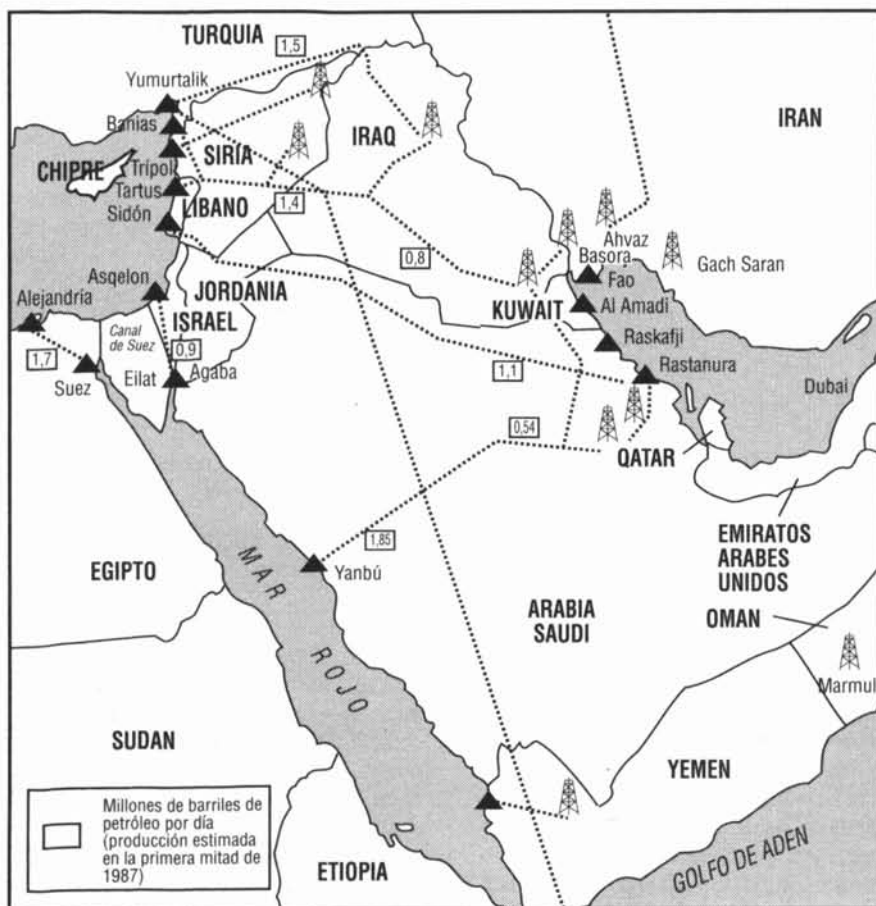 TURQUIA
1,5
Yumurtalik
Banias
IRAQ
IRAN
CHIPRE
SIRIA
Trípoli
Tartus
LIBANO
1,4
Sidón
0,8
Ahvaz
Basora
Gach Saran
Fao
Asqelon
JORDANIA
KUWAIT
Al Amadi
Alejandría
ISRAEL
Canal
de Suez
Raskafji
1,7
0,9
1,1
Rastanura
Suez
Eilat
Agaba
Dubai
0,54
QATAR
1,85
EMIRATOS
ARABES
UNIDOS
EGIPTO
MAR
ROJO
Yanbú
ARABIA
SAUDI
OMAN
Marmul
SUDAN
YEMEN
Millones de barriles de
petróleo por día
(producción estimada
en la primera mitad de
1987)
ETIOPIA
GOLFO DE ADEN